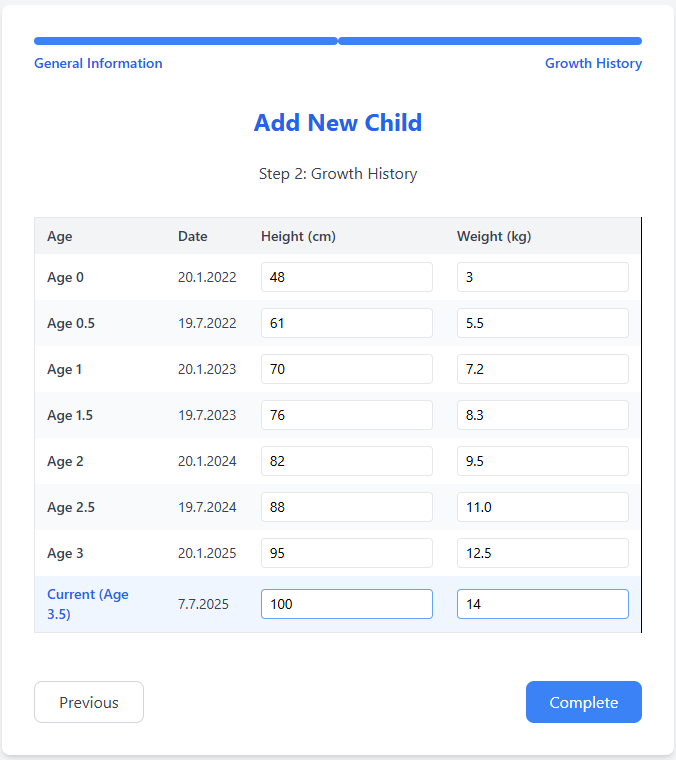 General Information Growth History
Add New Child
Step 2: Growth History
Age Date Height (cm) Weight (kg)
Age 0 20.1.2022 48 3
Age 0.5 19.7.2022 61 5.5
Age 1 20.1.2023 70 7.2
Age 1.5 19.7.2023 76 8.3
Age 2 20.1.2024 82 9.5
Age 2.5 19.7.2024 88 11.0
Age 3 20.1.2025 95 12.5
Current (Age
3.5) 7.7.2025 100 14
Previous Complete